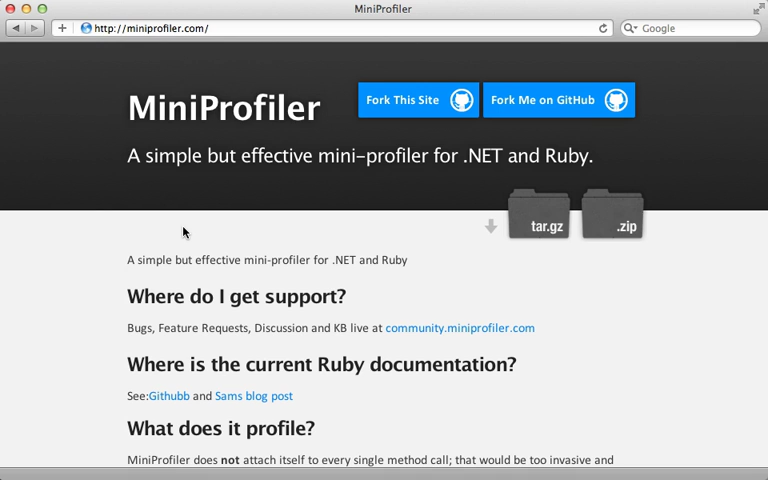 MiniProfiler
http://miniprofiler.com/
Google
MiniProfiler
Fork This Site
Fork Me on GitHub
A simple but effective mini-profiler for .NET and Ruby.
tar.gz
.zip
A simple but effective mini-profiler for .NET and Ruby
Where do I get support?
Bugs, Feature Requests, Discussion and KB live at community.miniprofiler.com
Where is the current Ruby documentation?
See:Githubb and Sams blog post
What does it profile?
MiniProfiler does not attach itself to every single method call; that would be too invasive and